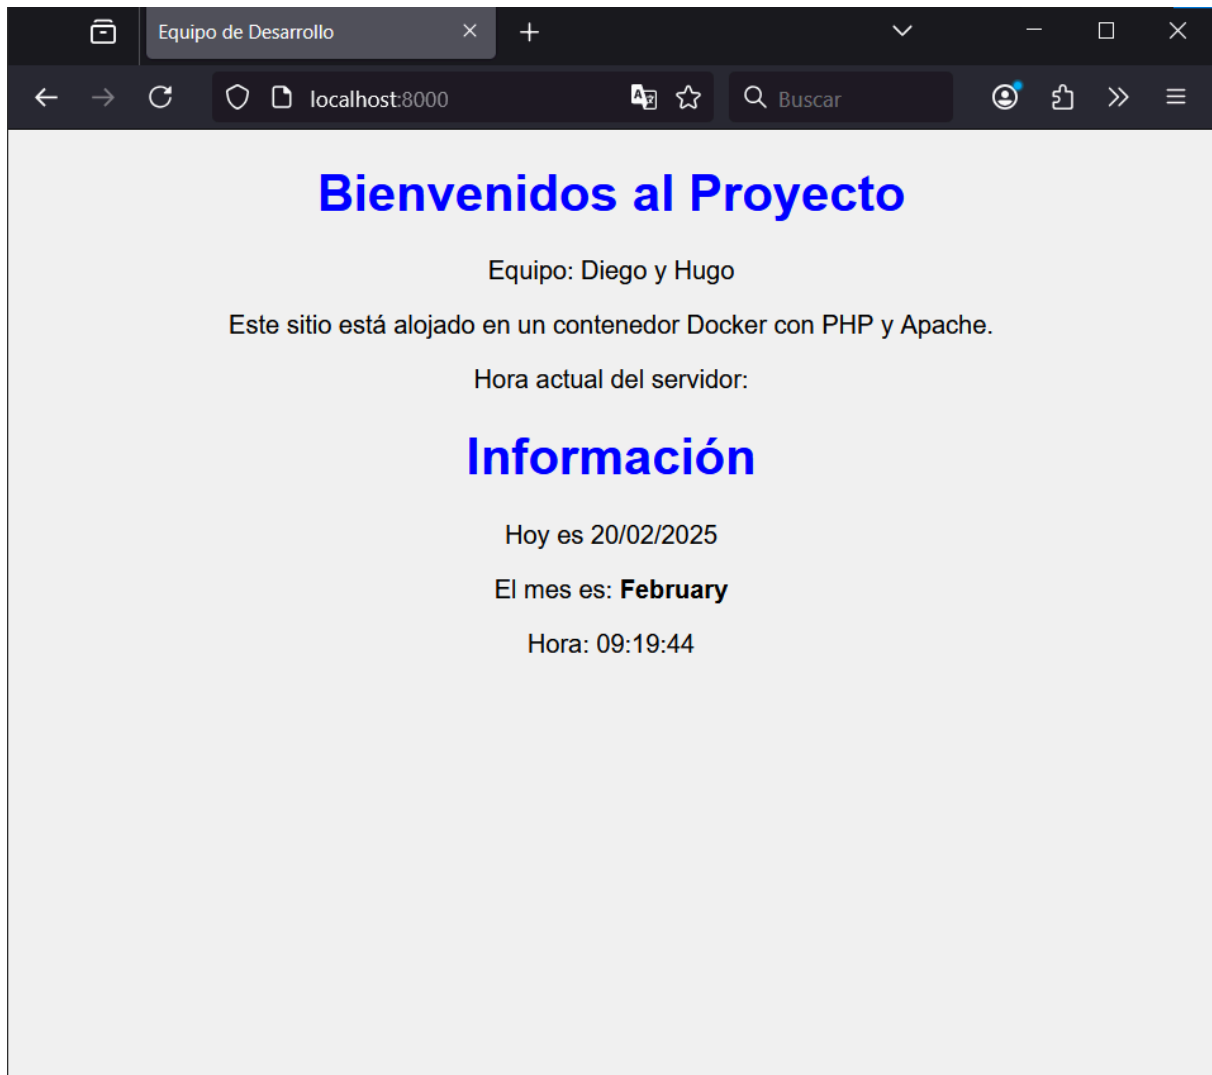 Equipo de Desarrollo
localhost:8000
Buscar
Bienvenidos al Proyecto
Equipo: Diego y Hugo
Este sitio está alojado en un contenedor Docker con PHP y Apache.
Hora actual del servidor:
Información
Hoy es 20/02/2025
El mes es: February
Hora: 09:19:44